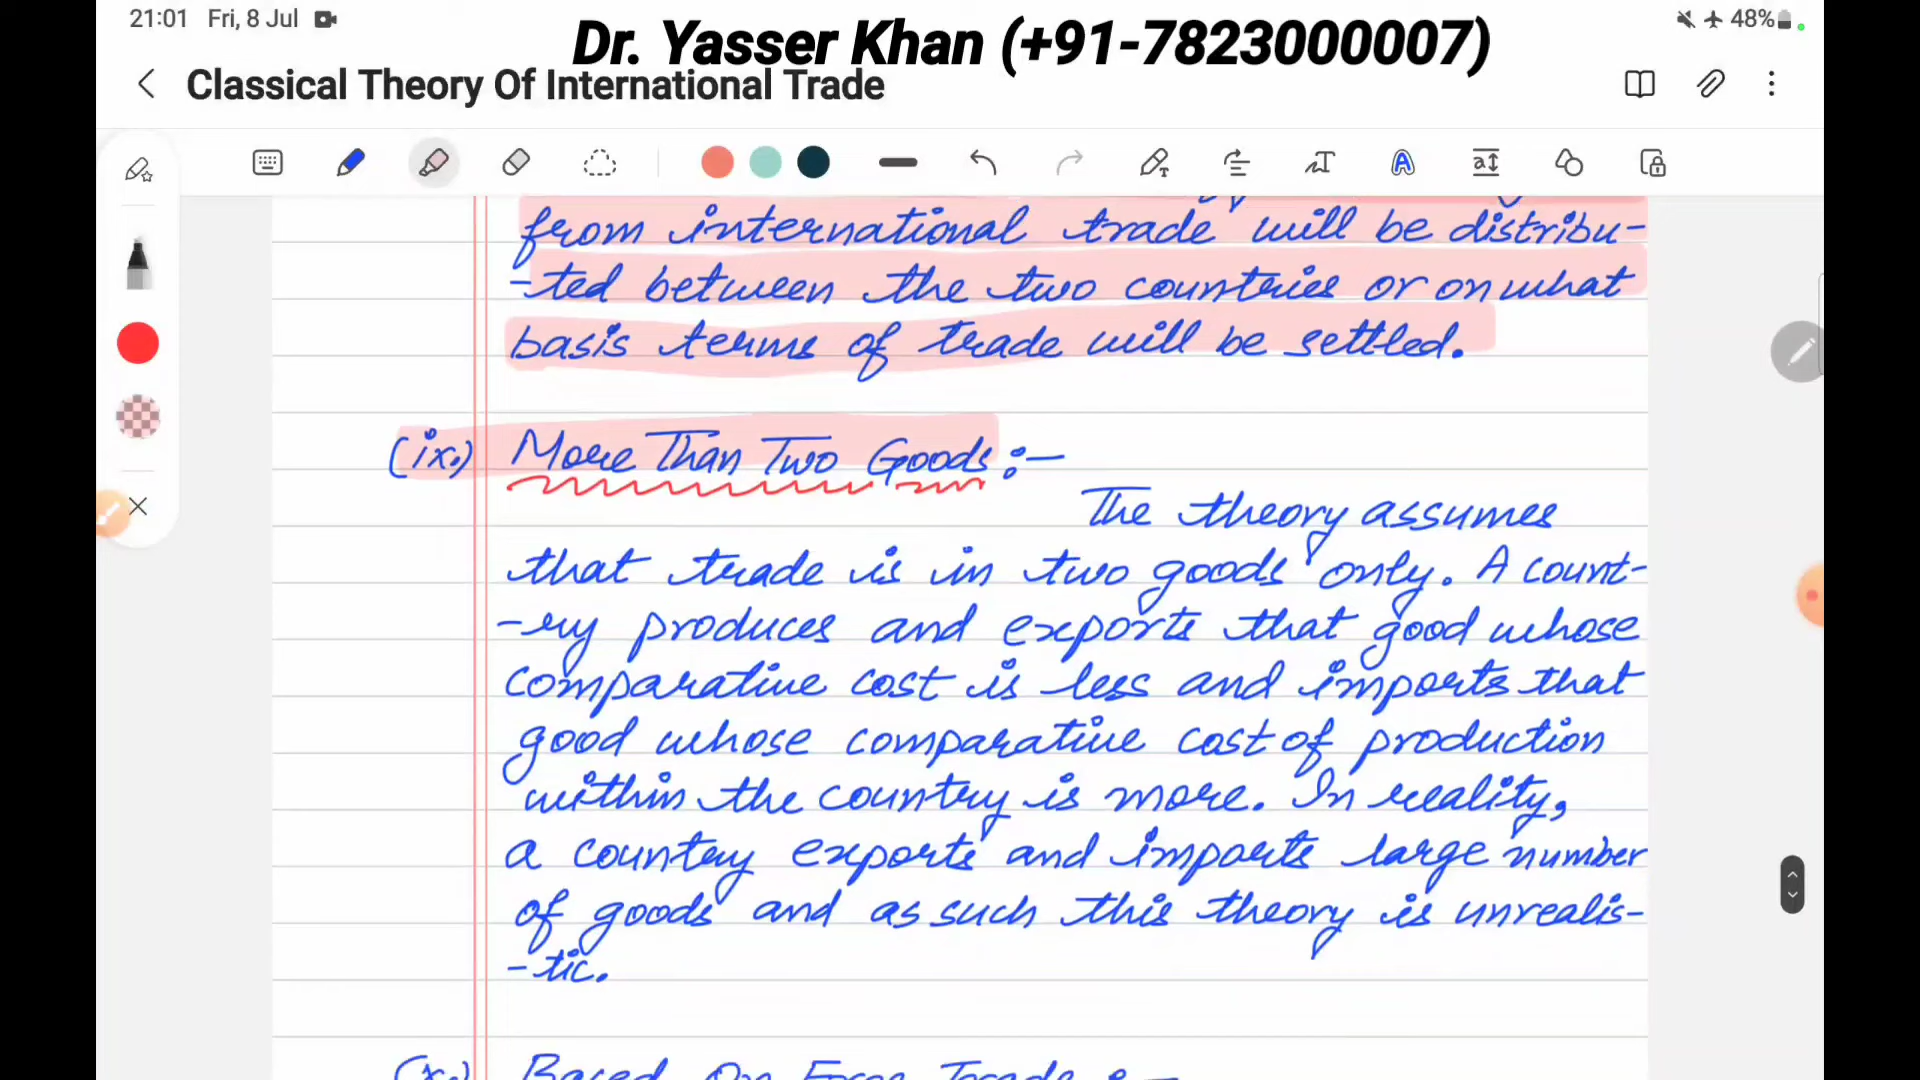 21:01 Fri, 8 Jul
48%
Dr. Yasser Khan (+91-7823000007)
Classical Theory Of International Trade
from international trade will be distribu-
-ted between the two countries or on what
basis terms of trade will be settled.
(ix.) More Than Two Goods :-
The theory assumes
that trade is in two goods only. A count-
-ry produces and exports that good whose
comparative cost is less and imports that
good whose comparative cost of production
within the country is more. In reality,
a country exports and imports large number
of goods and as such this theory is unrealis-
-tic.
(x.) Based On Free Trade :-